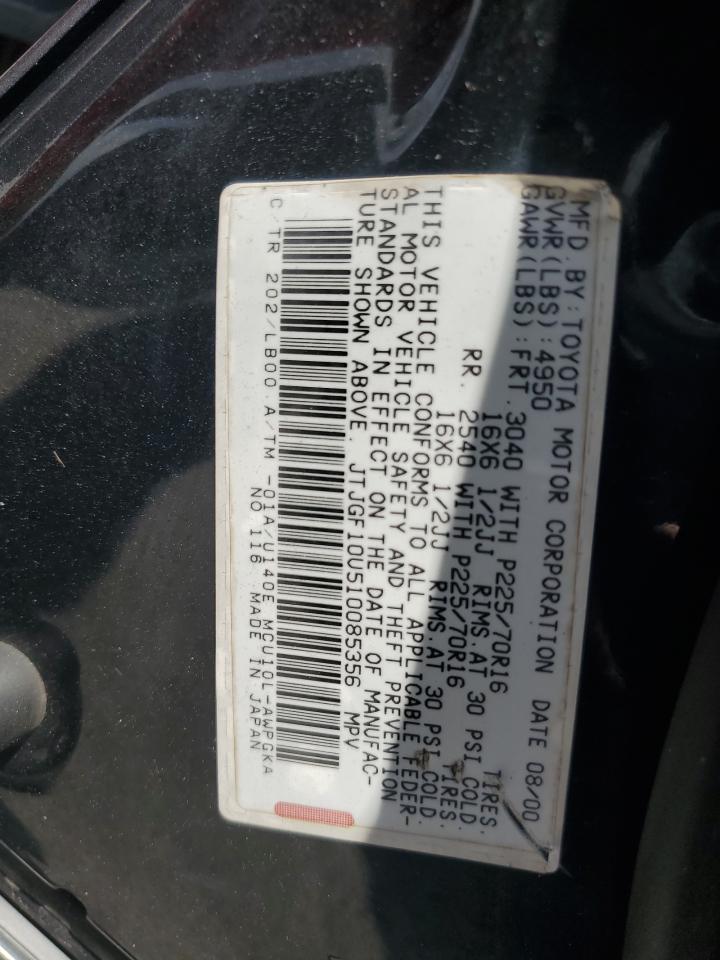 MFD.BY:TOYOTA MOTOR CORPORATION DATE 08/00
GVWR(LBS):4950
GAWR(LBS):FRT.3040 WITH P225/70R16 TIRES.
16X6 1/2JJ RIMS.AT 30 PSI COLD.
RR. 2540 WITH P225/70R16 TIRES.
16X6 1/2JJ RIMS.AT 30 PSI COLD.
THIS VEHICLE CONFORMS TO ALL APPLICABLE FEDER-
AL MOTOR VEHICLE SAFETY AND THEFT PREVENTION
STANDARDS IN EFFECT ON THE DATE OF MANUFAC-
TURE SHOWN ABOVE. JTJGF10U510085356 MPV
C/TR 202/LB00 A/TM -01A/U140E MCU10L-AWPGKA
NO.A116 MADE IN JAPAN